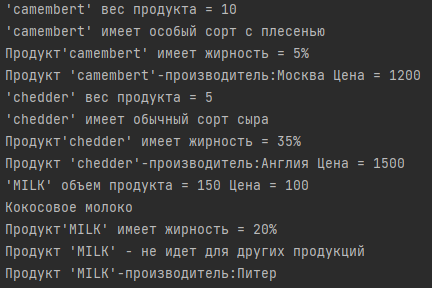 'camembert' вес продукта = 10
'camembert' имеет особый сорт с плесенью
Продукт'camembert' имеет жирность = 5%
Продукт 'camembert'-производитель:Москва Цена = 1200
'chedder' вес продукта = 5
'chedder' имеет обычный сорт сыра
Продукт'chedder' имеет жирность = 35%
Продукт 'chedder'-производитель:Англия Цена = 1500
'MILK' объем продукта = 150 Цена = 100
Кокосовое молоко
Продукт'MILK' имеет жирность = 20%
Продукт 'MILK' - не идет для других продукций
Продукт 'MILK'-производитель:Питер